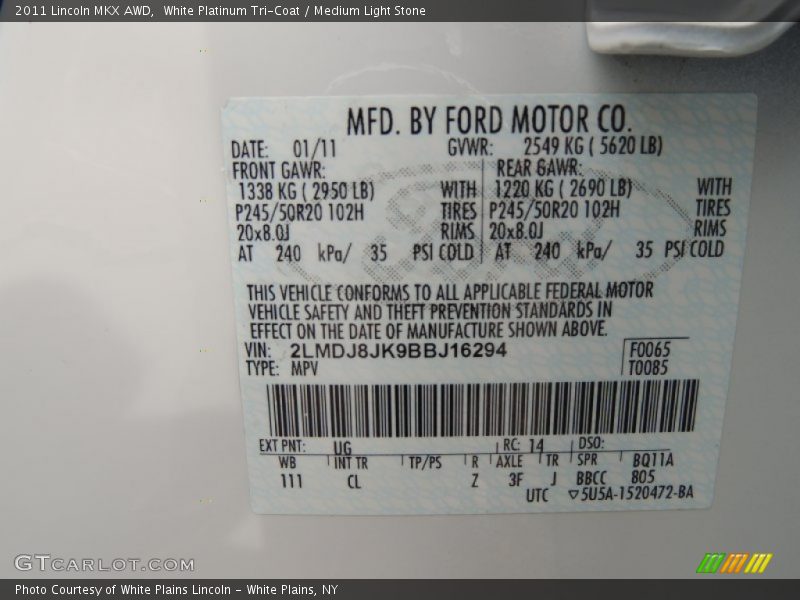 2011 Lincoln MKX AWD, White Platinum Tri-Coat / Medium Light Stone
MFD. BY FORD MOTOR CO.
DATE: 01/11 GVWR: 2549 KG ( 5620 LB)
FRONT GAWR: REAR GAWR:
1338 KG ( 2950 LB) WITH 1220 KG ( 2690 LB) WITH
P245/50R20 102H TIRES P245/50R20 102H TIRES
20x8.0J RIMS 20x8.0J RIMS
AT 240 kPa/ 35 PSI COLD AT 240 kPa/ 35 PSI COLD
THIS VEHICLE CONFORMS TO ALL APPLICABLE FEDERAL MOTOR
VEHICLE SAFETY AND THEFT PREVENTION STANDARDS IN
EFFECT ON THE DATE OF MANUFACTURE SHOWN ABOVE.
VIN: 2LMDJ8JK9BBJ16294 F0065
TYPE: MPV T0085
EXT PNT: UG RC: 14 DSO:
WB INT TR TP/PS R AXLE TR SPR BQ11A
111 CL Z 3F J BBCC 805
UTC ▽5U5A-1520472-BA
GTCARLOT.COM
Photo Courtesy of White Plains Lincoln - White Plains, NY